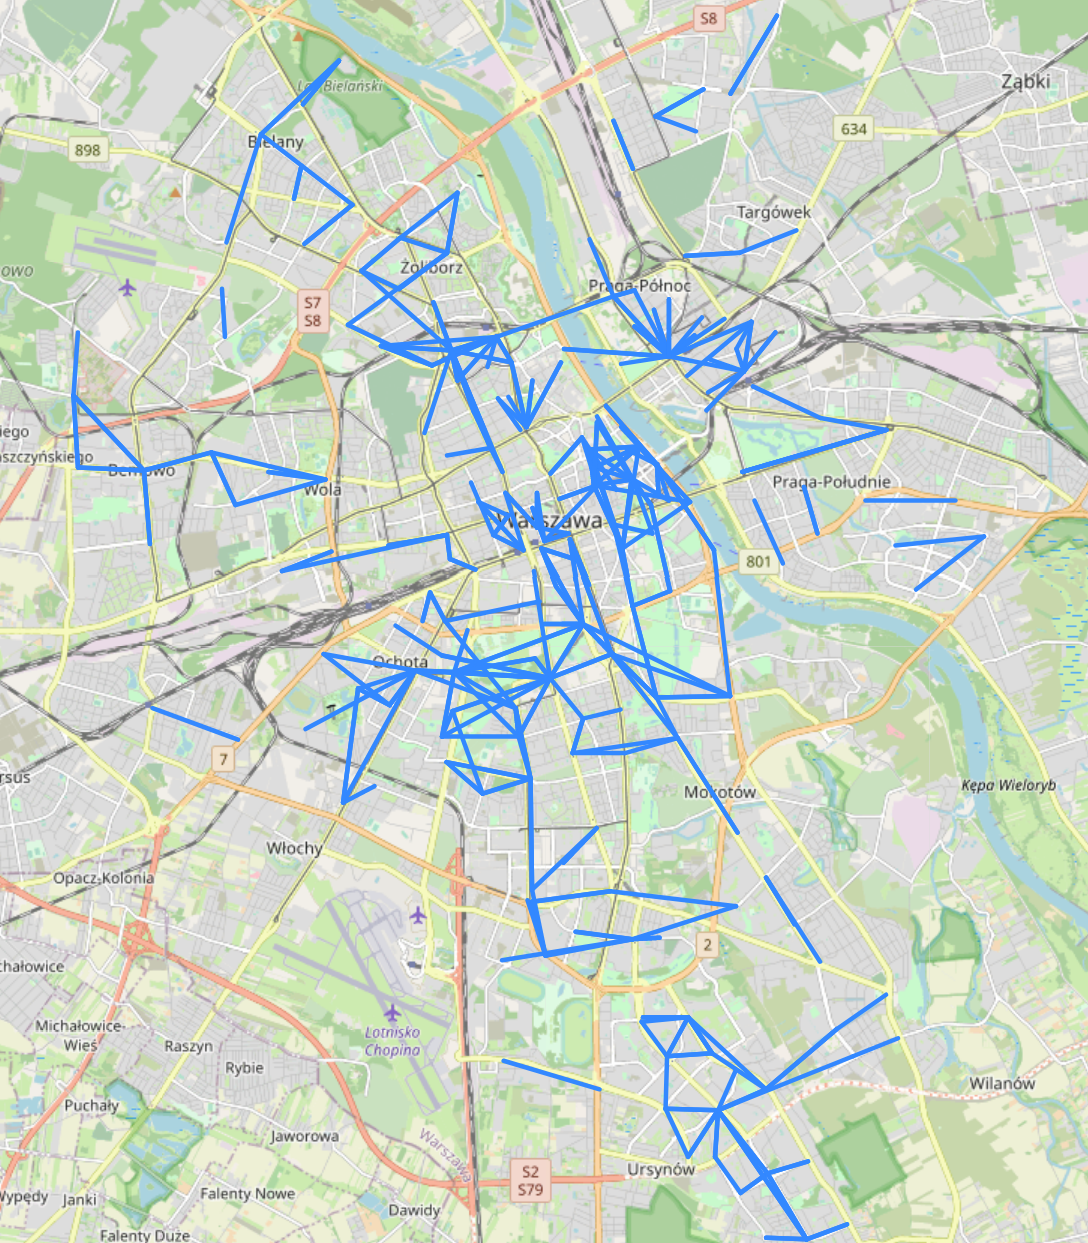 S8
Las Bielański
Ząbki
634
Bielany
898
Targówek
owo
Żoliborz
Praga-Północ
S7
S8
iego
aszczyńskiego
Bemowo
Wola
Praga-Południe
Warszawa
801
Ochota
7
rsus
Mokotów
Kępa Wieloryb
Włochy
Opacz-Kolonia
2
chałowice
Michałowice-
Wieś
Lotnisko
Chopina
Raszyn
Rybie
Wilanów
Puchały
Jaworowa
Warszawa
Ursynów
S2
S79
Wypędy
Janki
Falenty Nowe
Dawidy
Falenty Duże